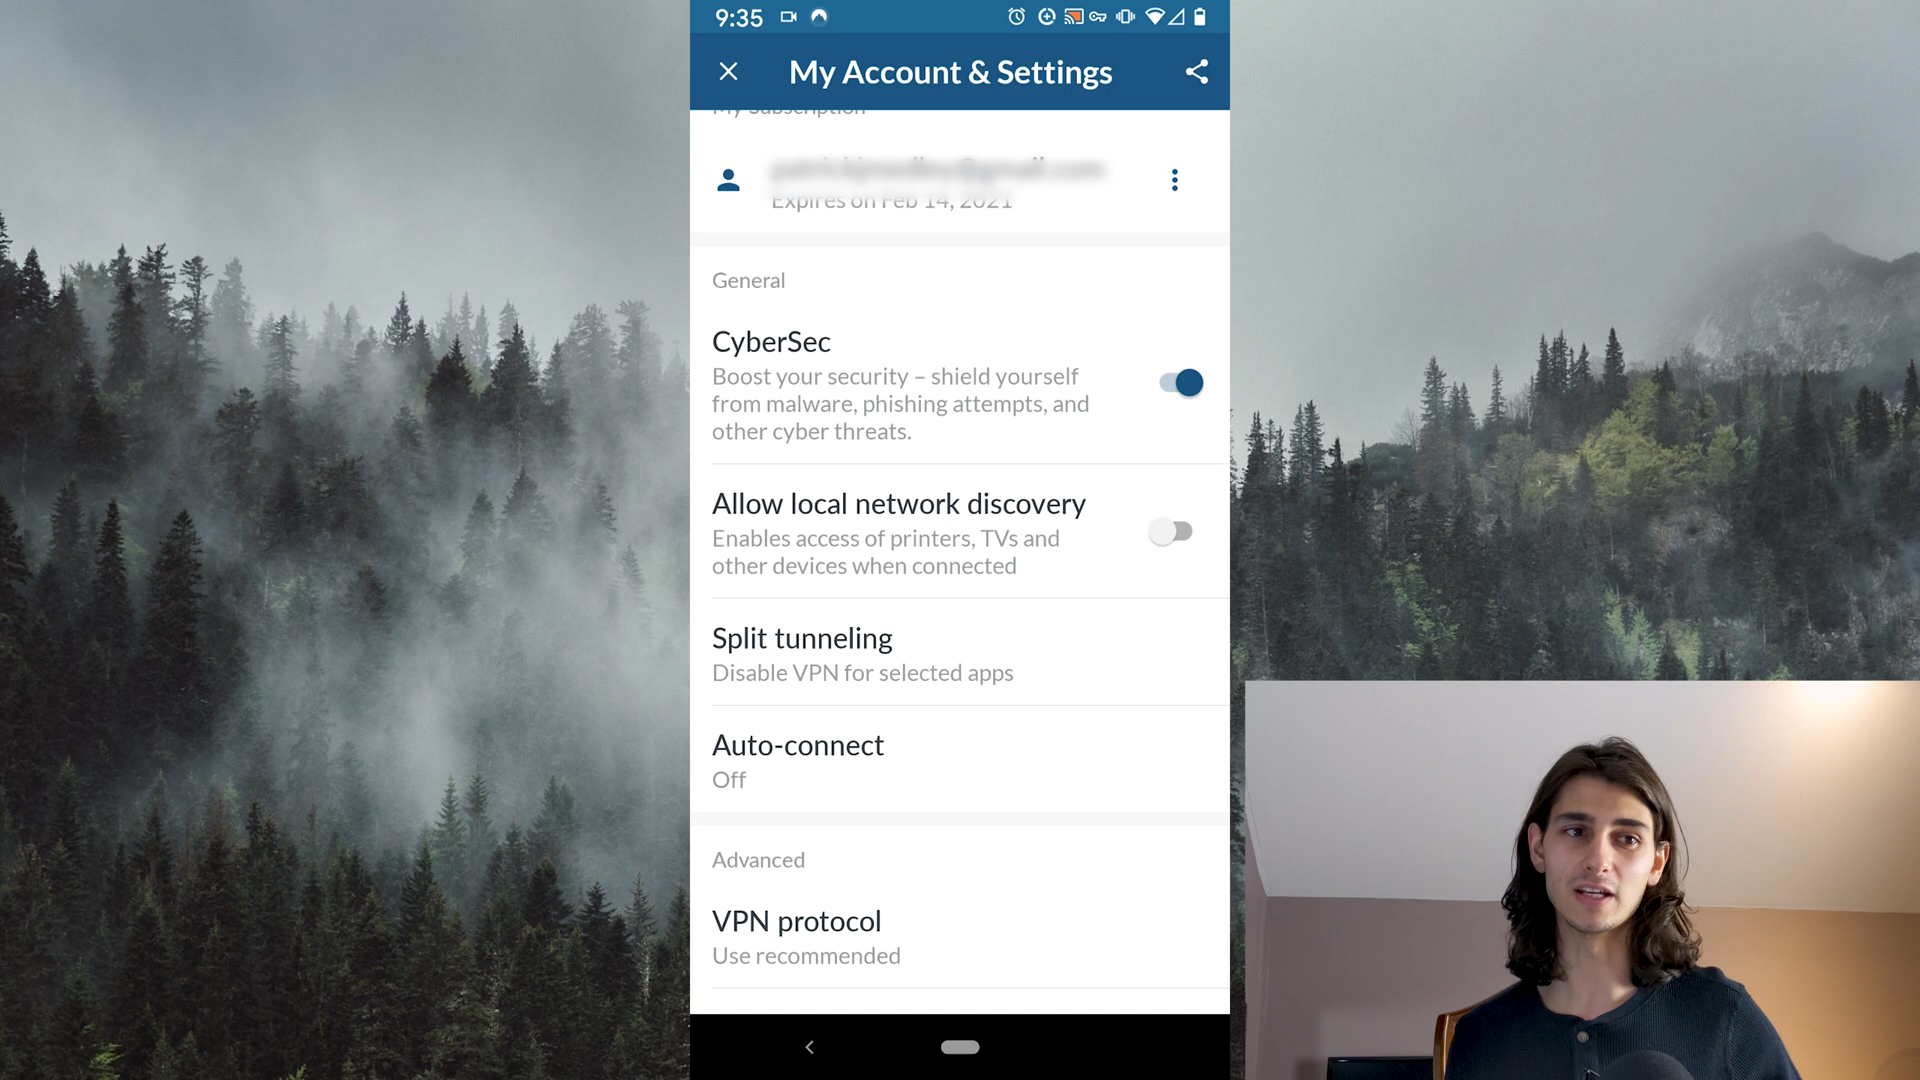 9:35
My Account & Settings
My Subscription
Expires on Feb 14, 2021
General
CyberSec
Boost your security – shield yourself
from malware, phishing attempts, and
other cyber threats.
Allow local network discovery
Enables access of printers, TVs and
other devices when connected
Split tunneling
Disable VPN for selected apps
Auto-connect
Off
Advanced
VPN protocol
Use recommended